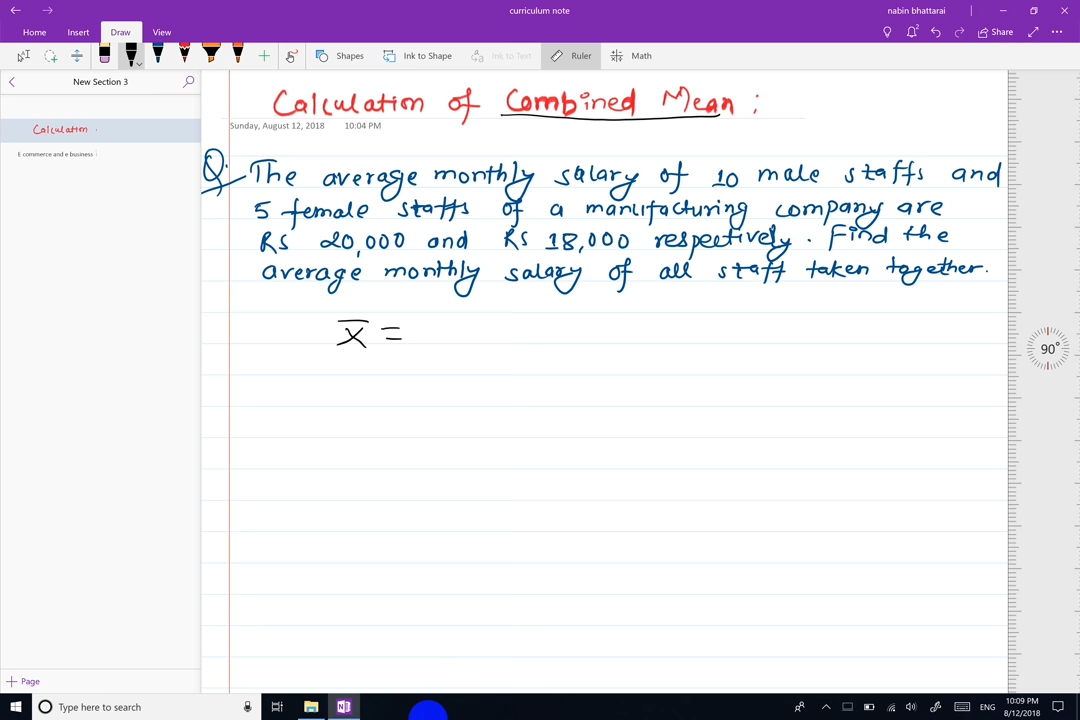 curriculum note
nabin bhattarai
Home Insert Draw View
Share
Shapes Ink to Shape Ink to Text Ruler Math
New Section 3
Calculation of Combined Mean :
Sunday, August 12, 2018 10:04 PM
Calculation
E commerce and e business
Q. The average monthly salary of 10 male staffs and
5 female staffs of a manufacturing company are
Rs 20,000 and Rs 18,000 respectively. Find the
average monthly salary of all staff taken together.
X̅ =
90°
+ Page
Type here to search
N
ENG
10:09 PM
8/12/2018